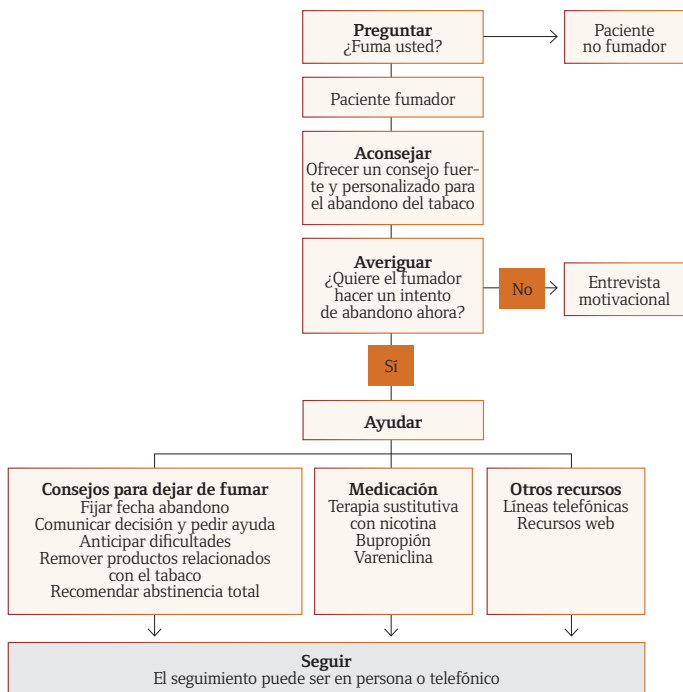 Preguntar
¿Fuma usted?
Paciente
no fumador
Paciente fumador
Aconsejar
Ofrecer un consejo fuer-
te y personalizado para
el abandono del tabaco
Averiguar
¿Quiere el fumador
hacer un intento
de abandono ahora?
No
Entrevista
motivacional
Sí
Ayudar
Consejos para dejar de fumar
Fijar fecha abandono
Comunicar decisión y pedir ayuda
Anticipar dificultades
Remover productos relacionados
con el tabaco
Recomendar abstinencia total
Medicación
Terapia sustitutiva
con nicotina
Bupropión
Vareniclina
Otros recursos
Líneas telefónicas
Recursos web
Seguir
El seguimiento puede ser en persona o telefónico